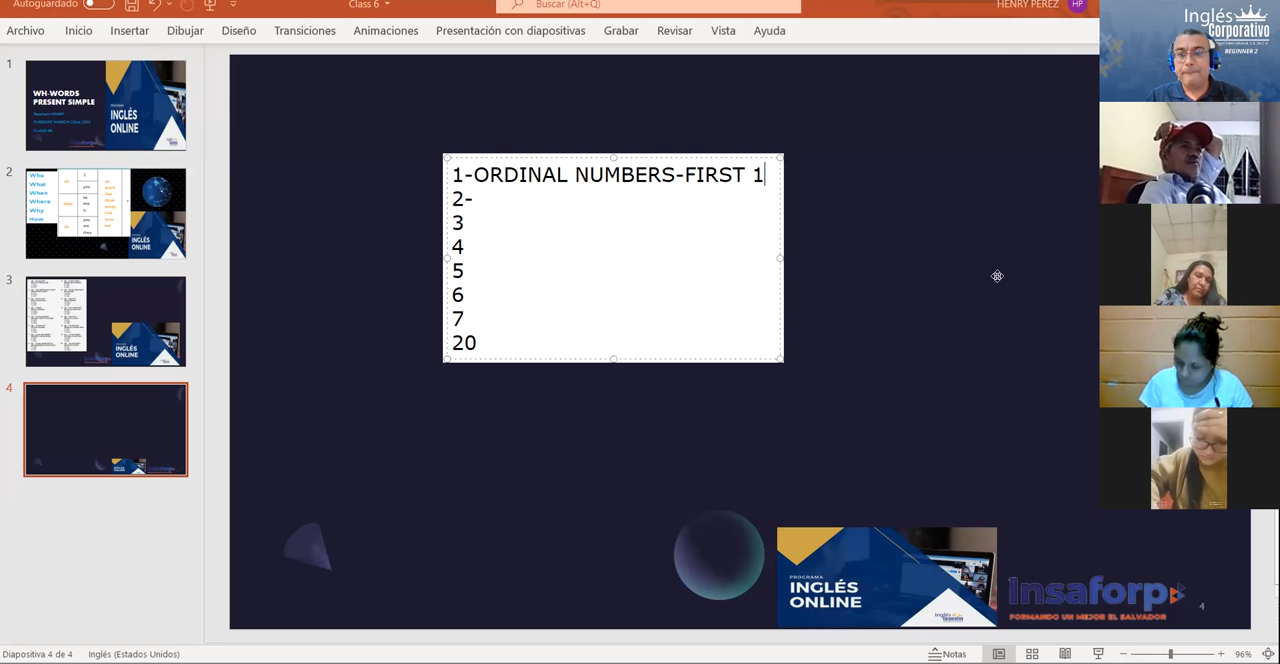 Autoguardado
Class 6
Buscar (Alt+Q)
HENRY PEREZ
HP
Archivo
Inicio
Insertar
Dibujar
Diseño
Transiciones
Animaciones
Presentación con diapositivas
Grabar
Revisar
Vista
Ayuda
Inglés
Corporativo
BEGINNER 2
1
WH-WORDS
PRESENT SIMPLE
CLASS #6
INGLÉS
ONLINE
2
Who
What
When
Where
Why
How
3
INGLÉS
ONLINE
4
1-ORDINAL NUMBERS-FIRST 1
2-
3
4
5
6
7
20
PROGRAMA
INGLÉS
ONLINE
Insaforp
FORMANDO UN MEJOR EL SALVADOR
4
Diapositiva 4 de 4
Inglés (Estados Unidos)
Notas
96%